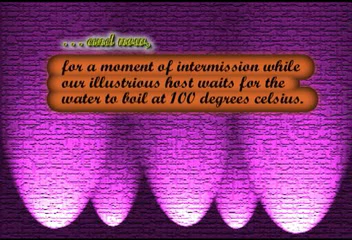 ...and now,
for a moment of intermission while
our illustrious host waits for the
water to boil at 100 degrees celsius.